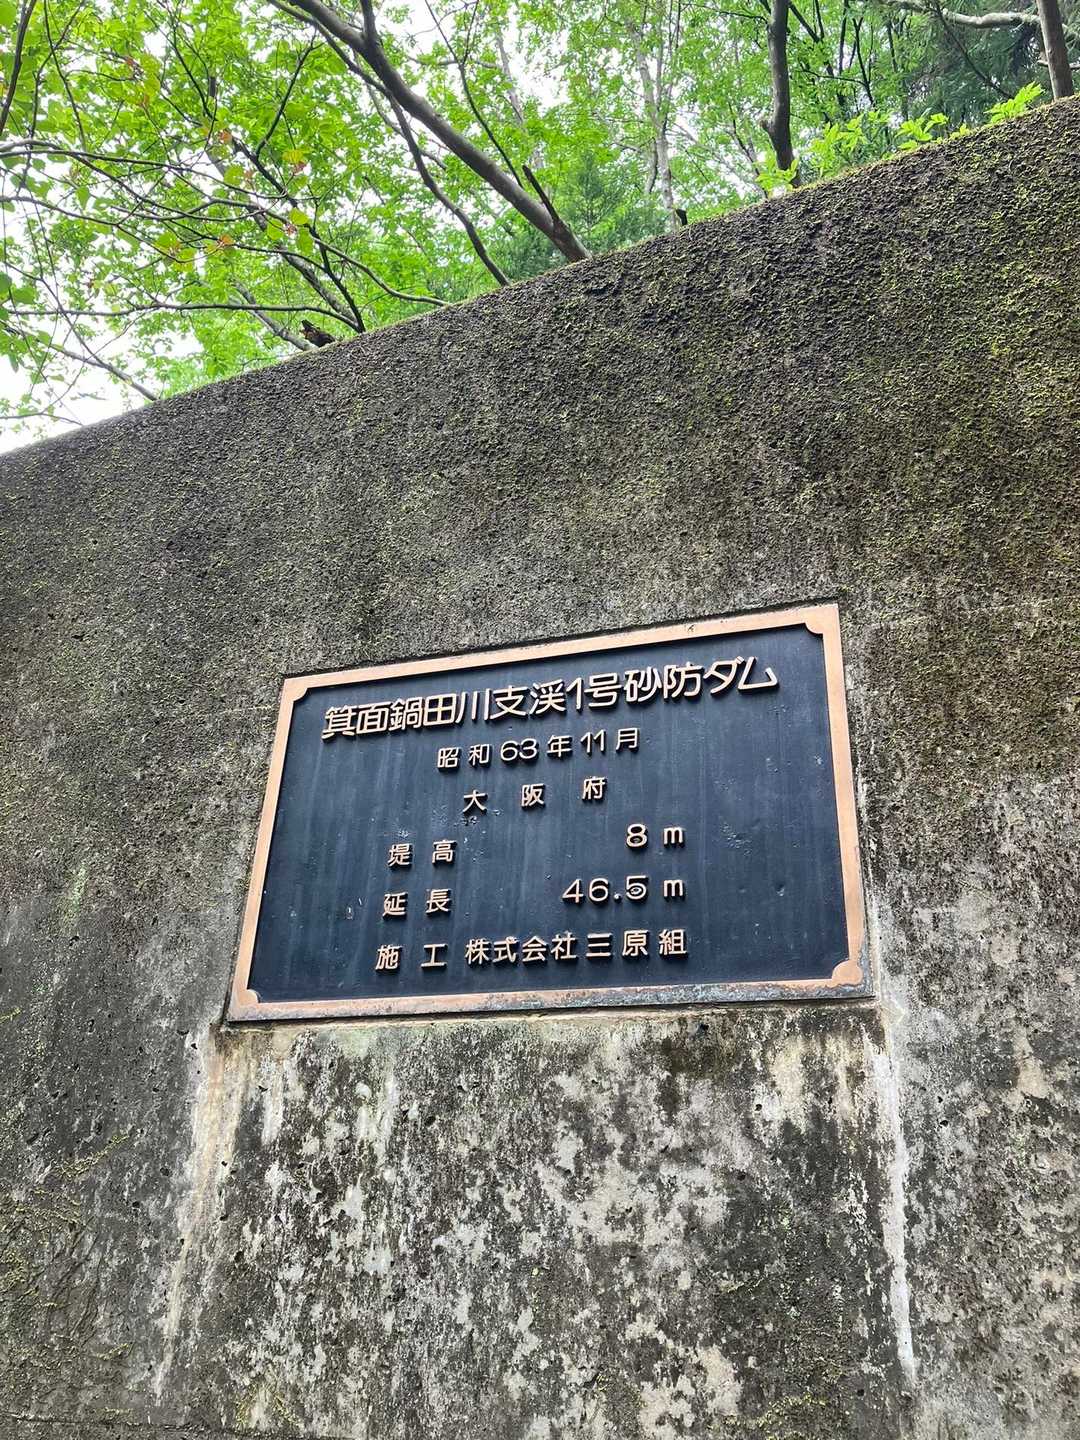 箕面鍋田川支渓1号砂防ダム
昭和63年11月
大阪府
堤高 8m
延長 46.5m
施工 株式会社三原組